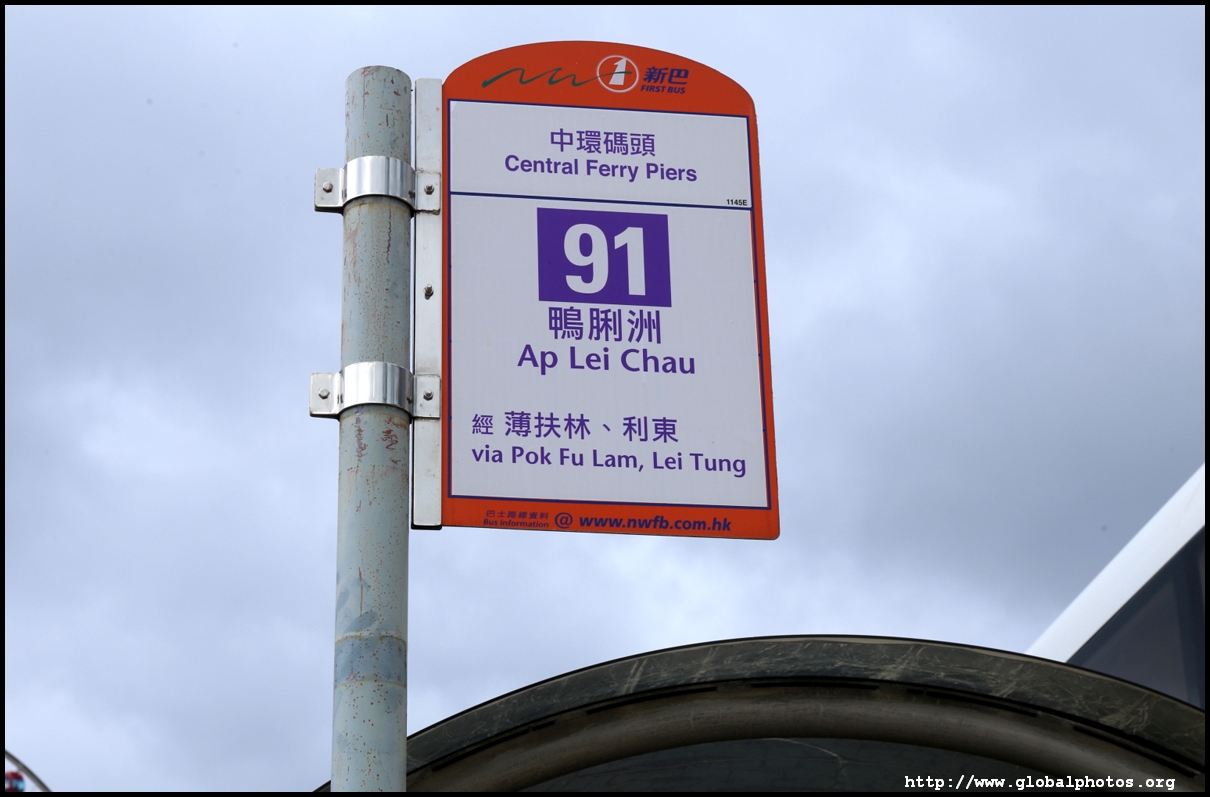 1 新巴
FIRST BUS
中環碼頭
Central Ferry Piers
1145E
91
鴨脷洲
Ap Lei Chau
經 薄扶林、利東
via Pok Fu Lam, Lei Tung
巴士路線資料
Bus information @ www.nwfb.com.hk
http://www.globalphotos.org